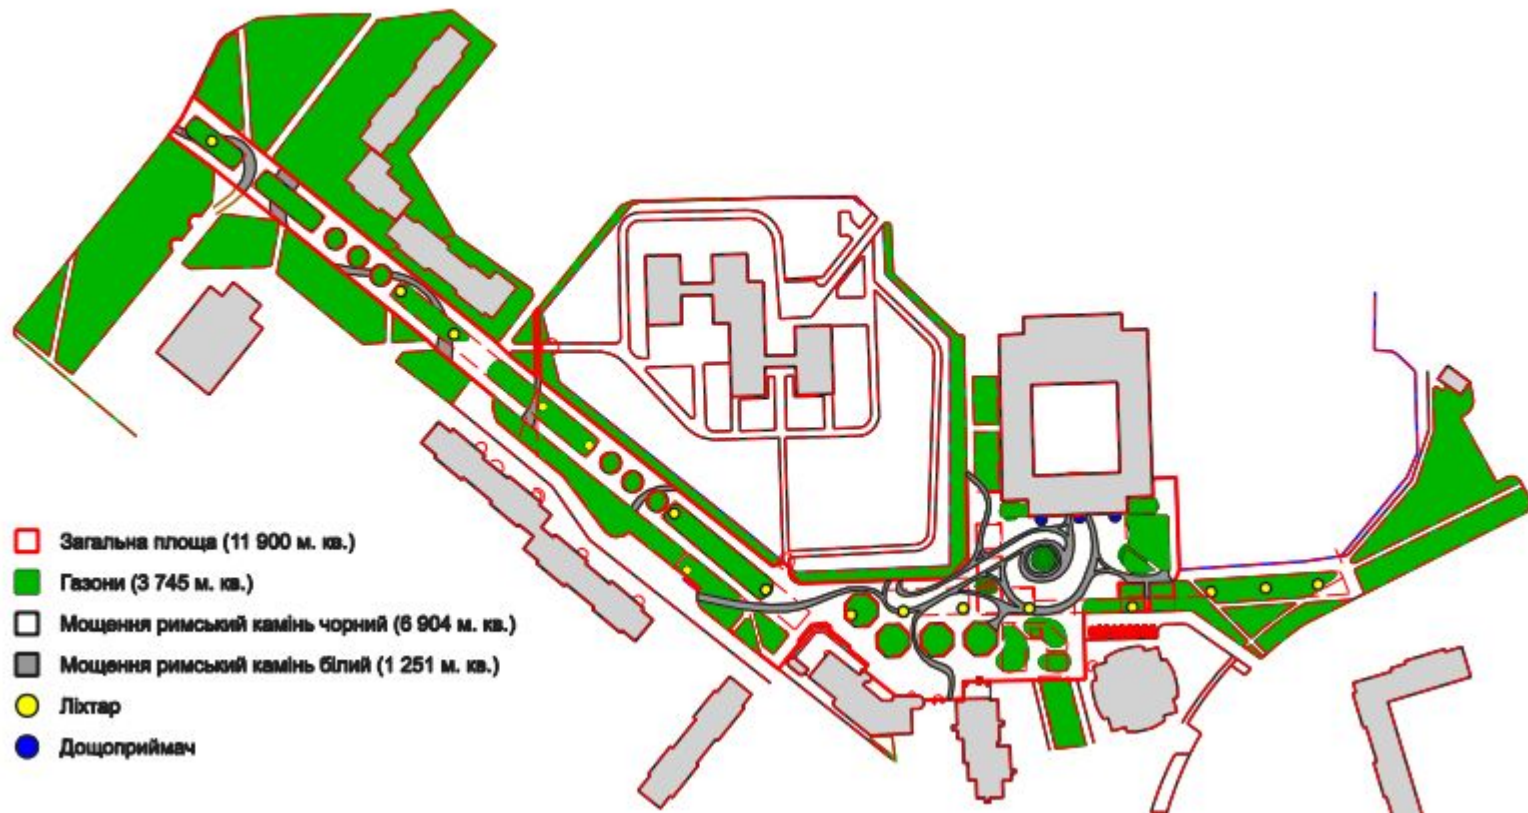 Загальна площа (11 900 м. кв.)
Газони (3 745 м. кв.)
Мощення римський камінь чорний (6 904 м. кв.)
Мощення римський камінь білий (1 251 м. кв.)
Ліхтар
Дощоприймач